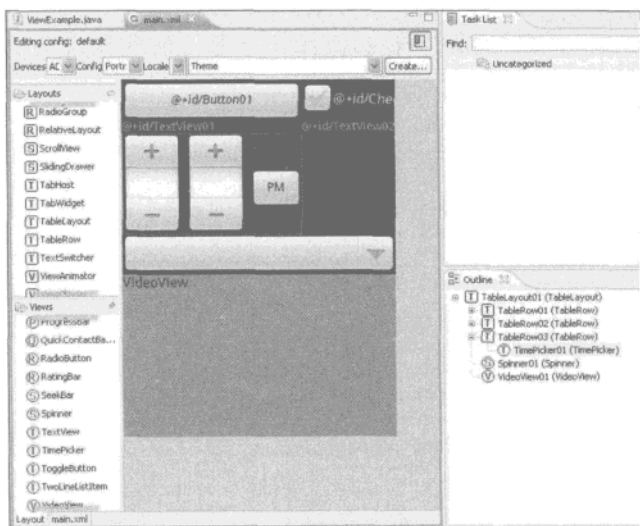 ViewExample.java
main.xml
Editing config: default
Devices AD Config Portr Locale Theme Create...
Layouts
RadioGroup
RelativeLayout
ScrollView
SlidingDrawer
TabHost
TabWidget
TableLayout
TableRow
TextSwitcher
ViewAnimator
Views
ProgressBar
QuickContactBa...
RadioButton
RatingBar
SeekBar
Spinner
TextView
TimePicker
ToggleButton
TwoLineListItem
VideoView
Layout main.xml
@+id/Button01
@+id/Che
@+id/TextView01
@+id/TextView02
+ +
PM
− −
VideoView
Task List
Find:
Uncategorized
Outline
TableLayout01 (TableLayout)
TableRow01 (TableRow)
TableRow02 (TableRow)
TableRow03 (TableRow)
TimePicker01 (TimePicker)
Spinner01 (Spinner)
VideoView01 (VideoView)